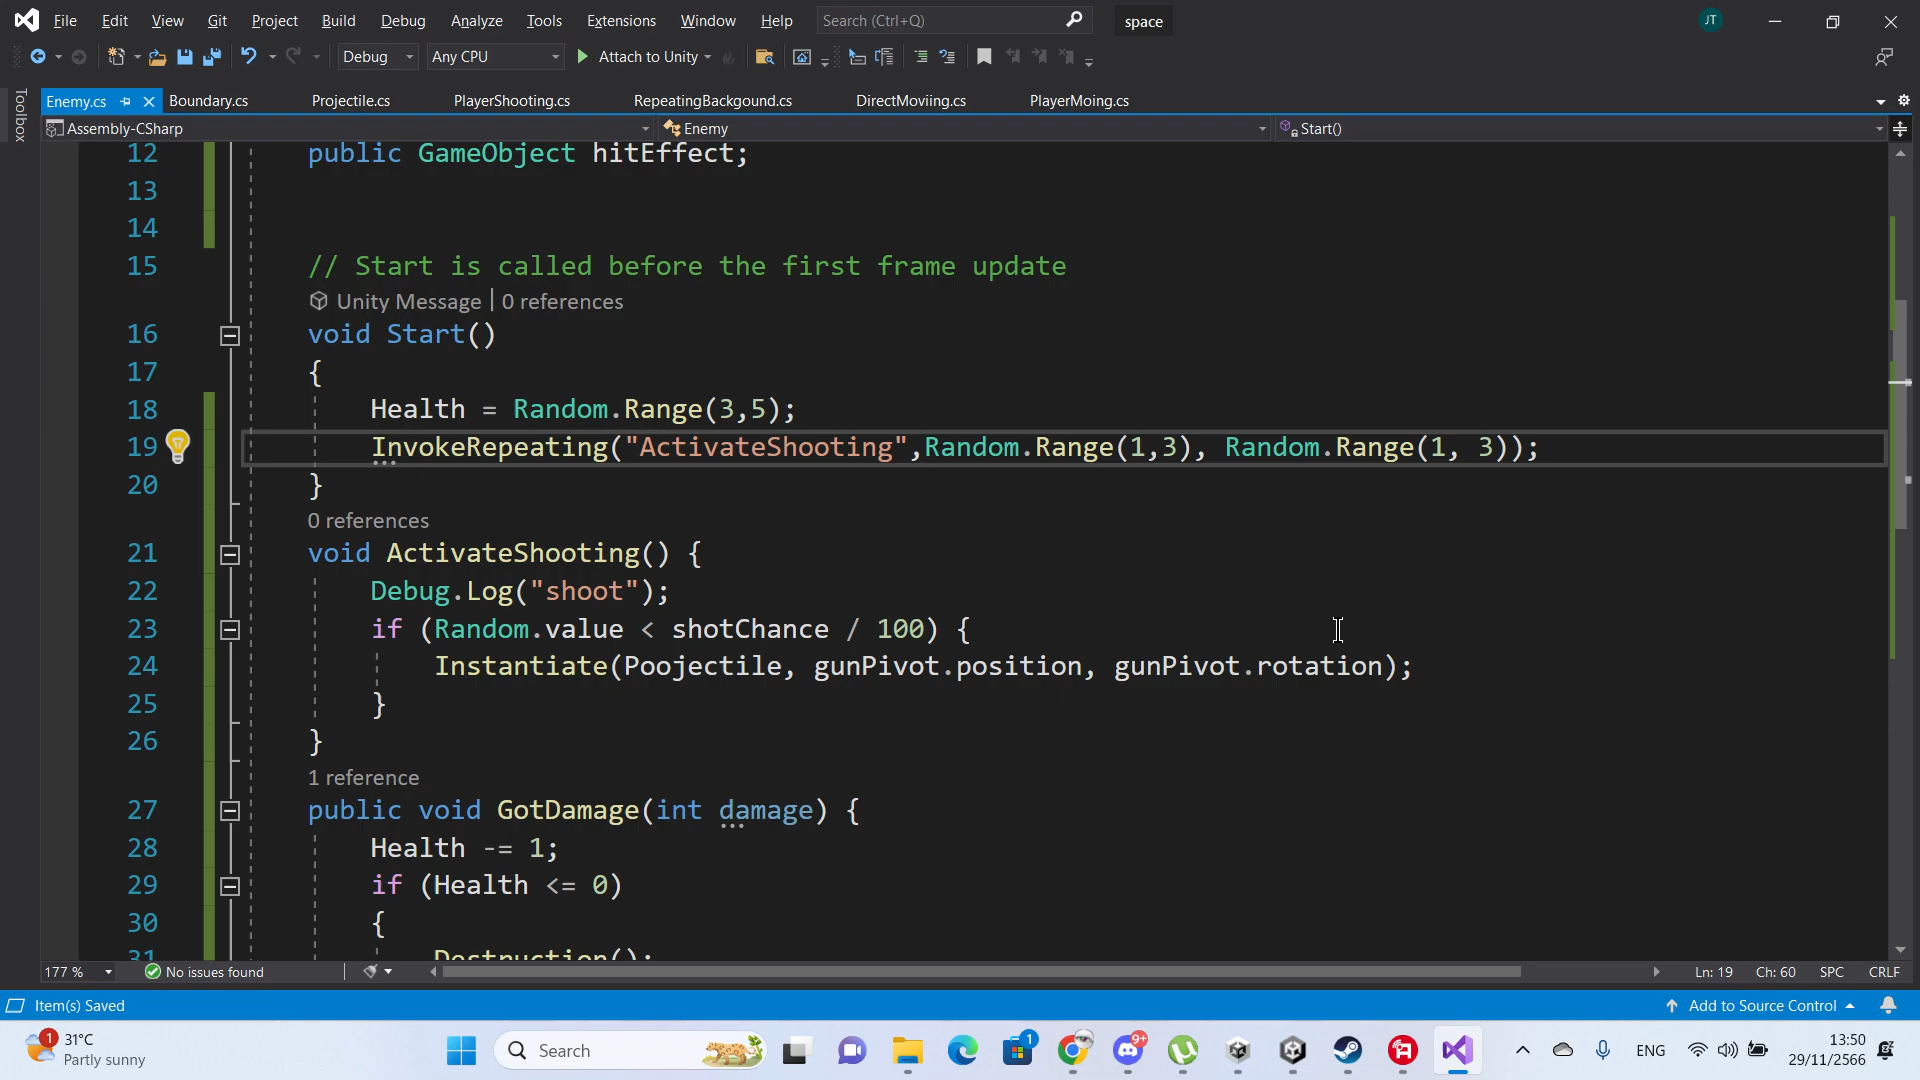 File Edit View Git Project Build Debug Analyze Tools Extensions Window Help Search (Ctrl+Q) space JT
Debug Any CPU Attach to Unity
Toolbox
Enemy.cs Boundary.cs Projectile.cs PlayerShooting.cs RepeatingBackgound.cs DirectMoviing.cs PlayerMoing.cs
Assembly-CSharp Enemy Start()
12 public GameObject hitEffect;
13
14
15 // Start is called before the first frame update
Unity Message | 0 references
16 void Start()
17 {
18 Health = Random.Range(3,5);
19 InvokeRepeating("ActivateShooting",Random.Range(1,3), Random.Range(1, 3));
20 }
0 references
21 void ActivateShooting() {
22 Debug.Log("shoot");
23 if (Random.value < shotChance / 100) {
24 Instantiate(Poojectile, gunPivot.position, gunPivot.rotation);
25 }
26 }
1 reference
27 public void GotDamage(int damage) {
28 Health -= 1;
29 if (Health <= 0)
30 {
31 Destruction();
177 % No issues found Ln: 19 Ch: 60 SPC CRLF
Item(s) Saved Add to Source Control
1 31°C
Partly sunny
Search 1 9+ ENG
13:50
29/11/2566